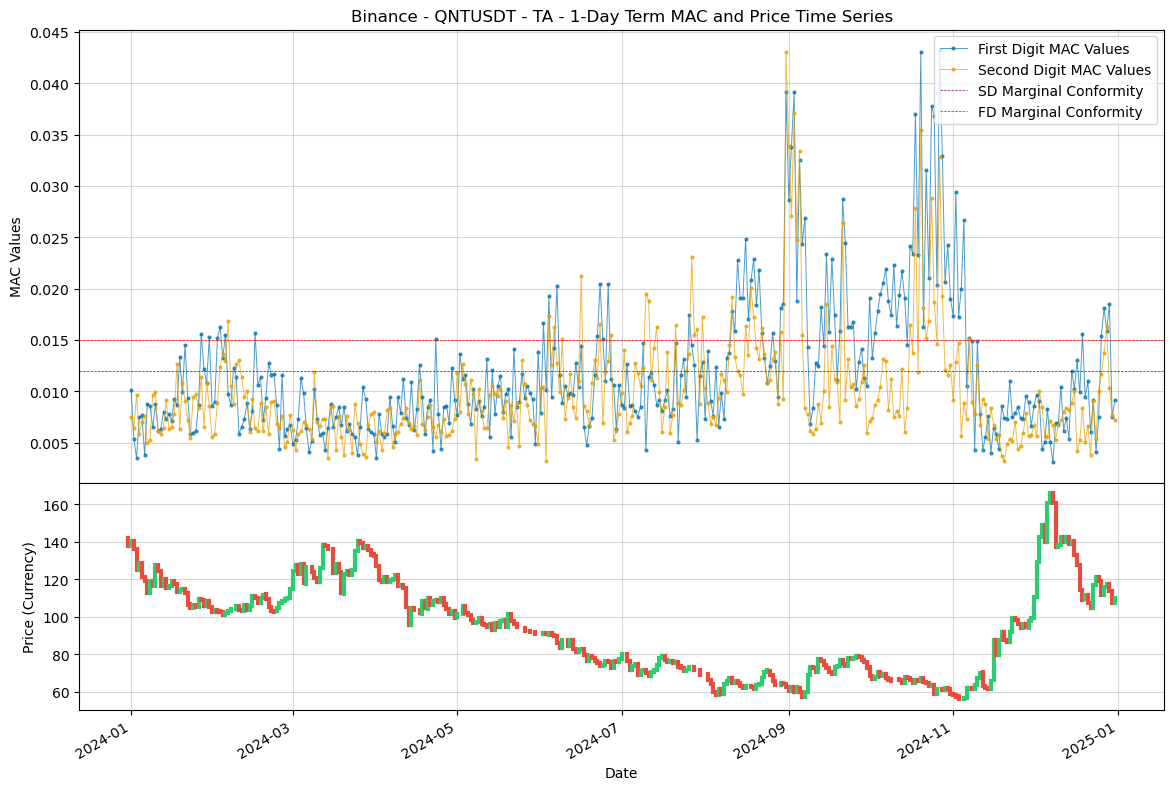 Binance - QNTUSDT - TA - 1-Day Term MAC and Price Time Series
First Digit MAC Values
Second Digit MAC Values
SD Marginal Conformity
FD Marginal Conformity
MAC Values
0.045
0.040
0.035
0.030
0.025
0.020
0.015
0.010
0.005
Price (Currency)
160
140
120
100
80
60
2024-01
2024-03
2024-05
2024-07
2024-09
2024-11
2025-01
Date